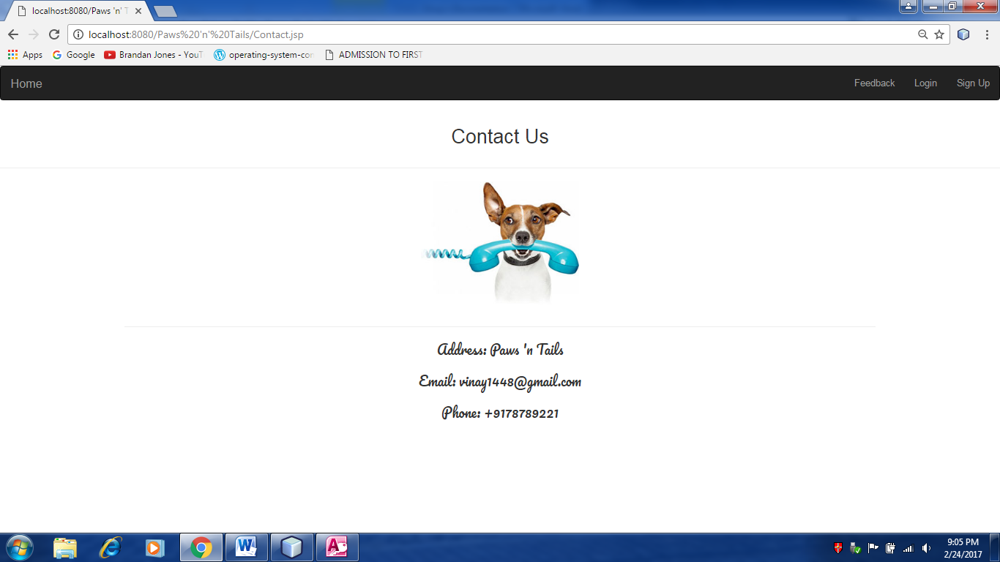 localhost:8080/Paws 'n' T
localhost:8080/Paws%20'n'%20Tails/Contact.jsp
Apps Google Brandan Jones - YouT operating-system-con ADMISSION TO FIRST
Home Feedback Login Sign Up
Contact Us
Address: Paws 'n Tails
Email: vinay1448@gmail.com
Phone: +9178789221
9:05 PM
2/24/2017